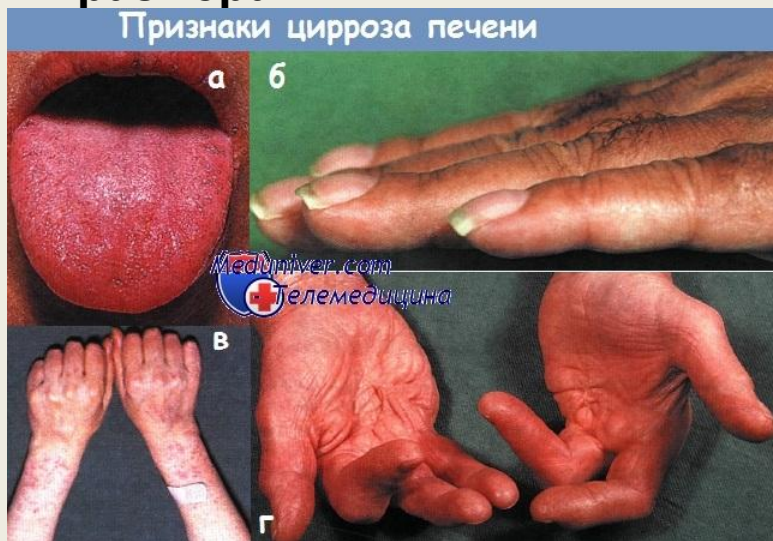 Признаки цирроза печени
а
б
Meduniver.com
Телемедицина
в
г